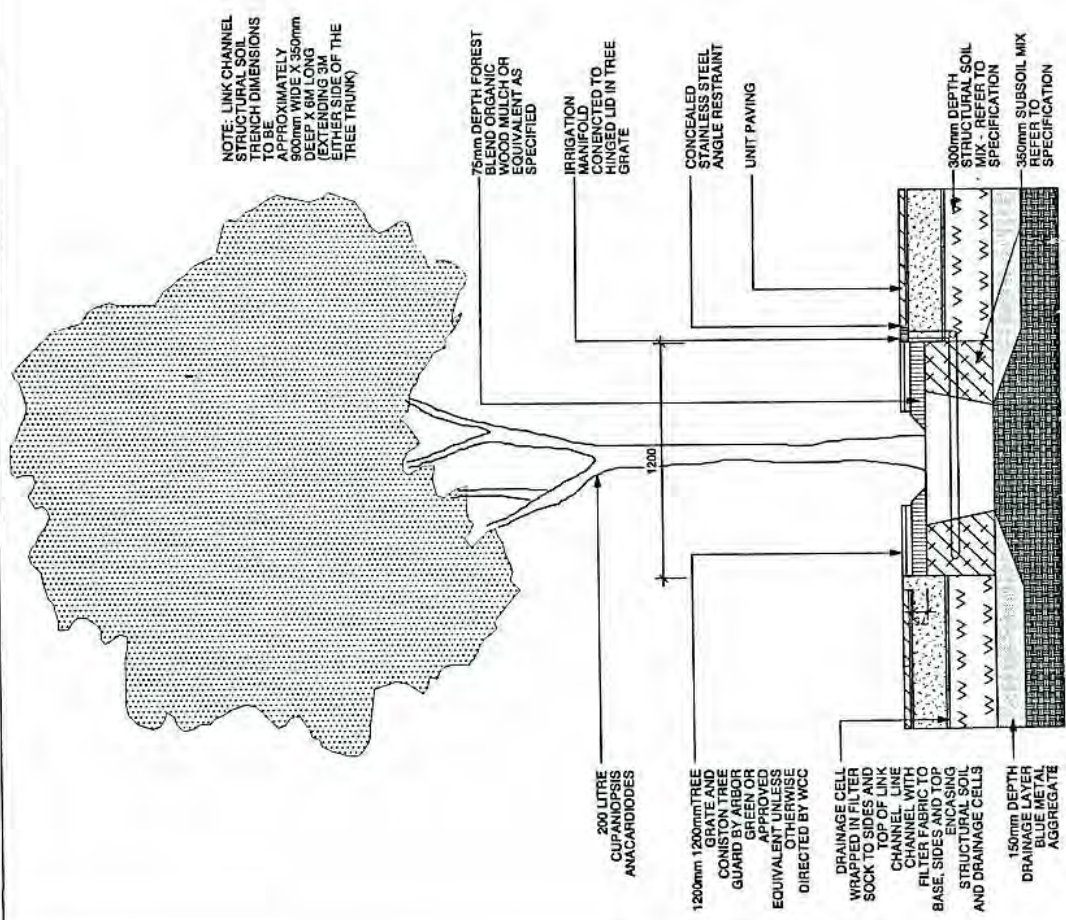 NOTE: LINK CHANNEL
STRUCTURAL SOIL
TRENCH DIMENSIONS
TO BE
APPROXIMATELY
900mm WIDE X 350mm
DEEP X 6M LONG
(EXTENDING 3M
EITHER SIDE OF THE
TREE TRUNK)
75mm DEPTH FOREST
BLEND ORGANIC
WOOD MULCH OR
EQUIVALENT AS
SPECIFIED
IRRIGATION
MANIFOLD
CONENCTED TO
HINGED LID IN TREE
GRATE
CONCEALED
STAINLESS STEEL
ANGLE RESTRAINT
UNIT PAVING
300mm DEPTH
STRUCTURAL SOIL
MIX - REFER TO
SPECIFICATION
350mm SUBSOIL MIX
REFER TO
SPECIFICATION
1200
75
200 LITRE
CUPANIOPSIS
ANACARDIODES
1200mm 1200mmTREE
GRATE AND
CONISTON TREE
GUARD BY ARBOR
GREEN OR
APPROVED
EQUIVALENT UNLESS
OTHERWISE
DIRECTED BY WCC
DRAINAGE CELL
WRAPPED IN FILTER
SOCK TO SIDES AND
TOP OF LINK
CHANNEL. LINE
CHANNEL WITH
FILTER FABRIC TO
BASE, SIDES AND TOP
ENCASING
STRUCTURAL SOIL
AND DRAINAGE CELLS
150mm DEPTH
DRAINAGE LAYER
BLUE METAL
AGGREGATE